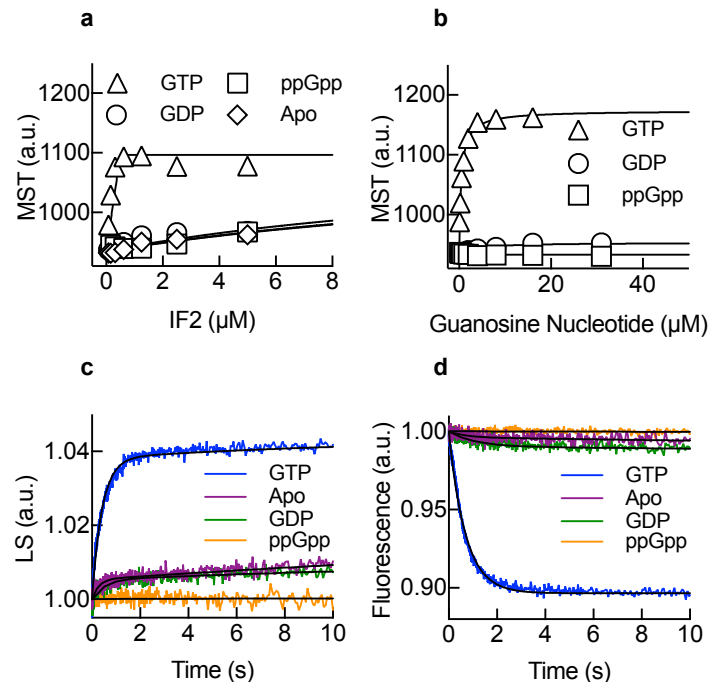 a
MST (a.u.)
1200
1100
1000
GTP
GDP
ppGpp
Apo
0 2 4 6 8
IF2 (µM)
b
MST (a.u.)
1200
1100
1000
GTP
GDP
ppGpp
0 20 40
Guanosine Nucleotide (µM)
c
LS (a.u.)
1.04
1.02
1.00
GTP
Apo
GDP
ppGpp
0 2 4 6 8 10
Time (s)
d
Fluorescence (a.u.)
1.00
0.95
0.90
GTP
Apo
GDP
ppGpp
0 2 4 6 8 10
Time (s)